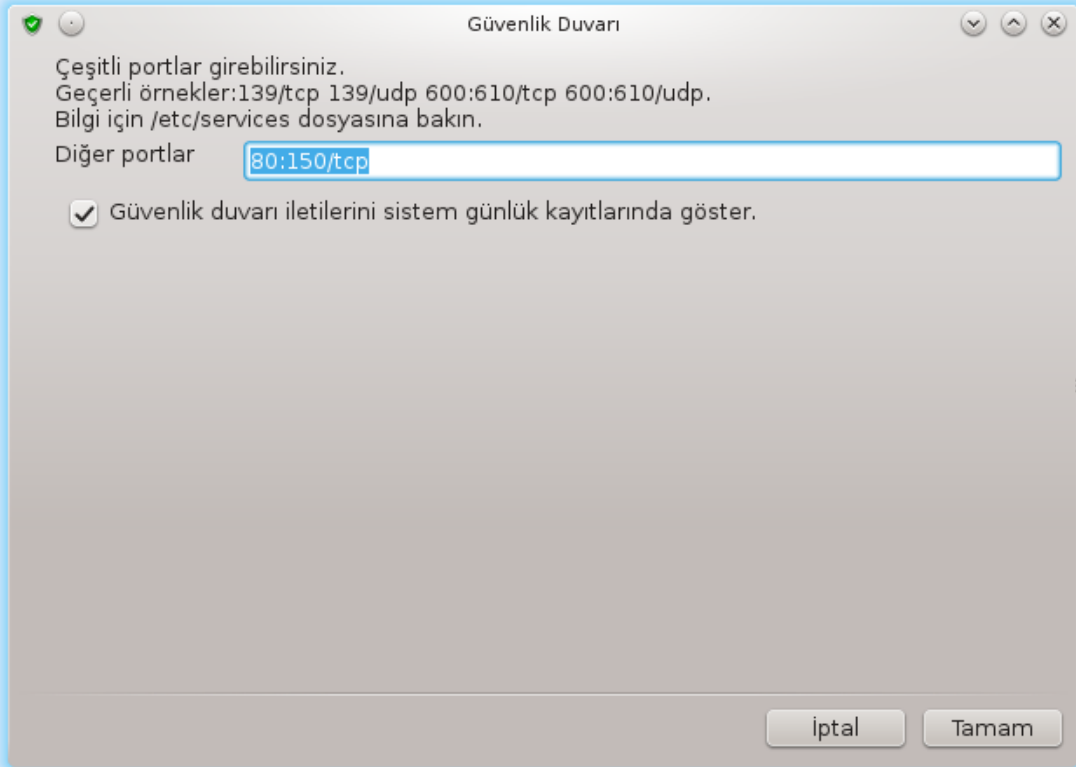 Güvenlik Duvarı
Çeşitli portlar girebilirsiniz.
Geçerli örnekler:139/tcp 139/udp 600:610/tcp 600:610/udp.
Bilgi için /etc/services dosyasına bakın.
Diğer portlar 80:150/tcp
Güvenlik duvarı iletilerini sistem günlük kayıtlarında göster.
İptal Tamam